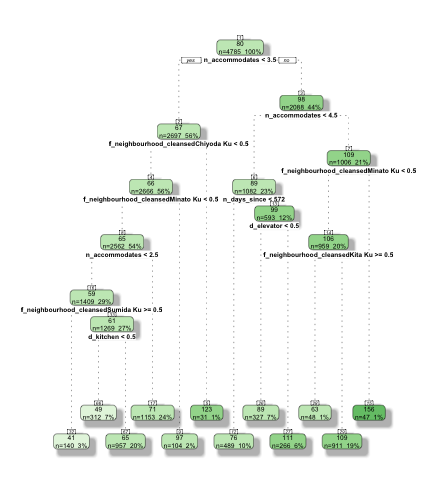 80
n=4785 100%
yes n_accommodates < 3.5 no
98
n=2088 44%
n_accommodates < 4.5
67
n=2697 56%
f_neighbourhood_cleansedChiyoda Ku < 0.5
109
n=1006 21%
f_neighbourhood_cleansedMinato Ku < 0.5
66
n=2666 56%
f_neighbourhood_cleansedMinato Ku < 0.5
89
n=1082 23%
n_days_since < 572
99
n=593 12%
d_elevator < 0.5
65
n=2562 54%
n_accommodates < 2.5
106
n=959 20%
f_neighbourhood_cleansedKita Ku >= 0.5
59
n=1409 29%
f_neighbourhood_cleansedSumida Ku >= 0.5
61
n=1269 27%
d_kitchen < 0.5
49
n=312 7%
71
n=1153 24%
123
n=31 1%
89
n=327 7%
63
n=48 1%
156
n=47 1%
41
n=140 3%
65
n=957 20%
97
n=104 2%
76
n=489 10%
111
n=266 6%
109
n=911 19%